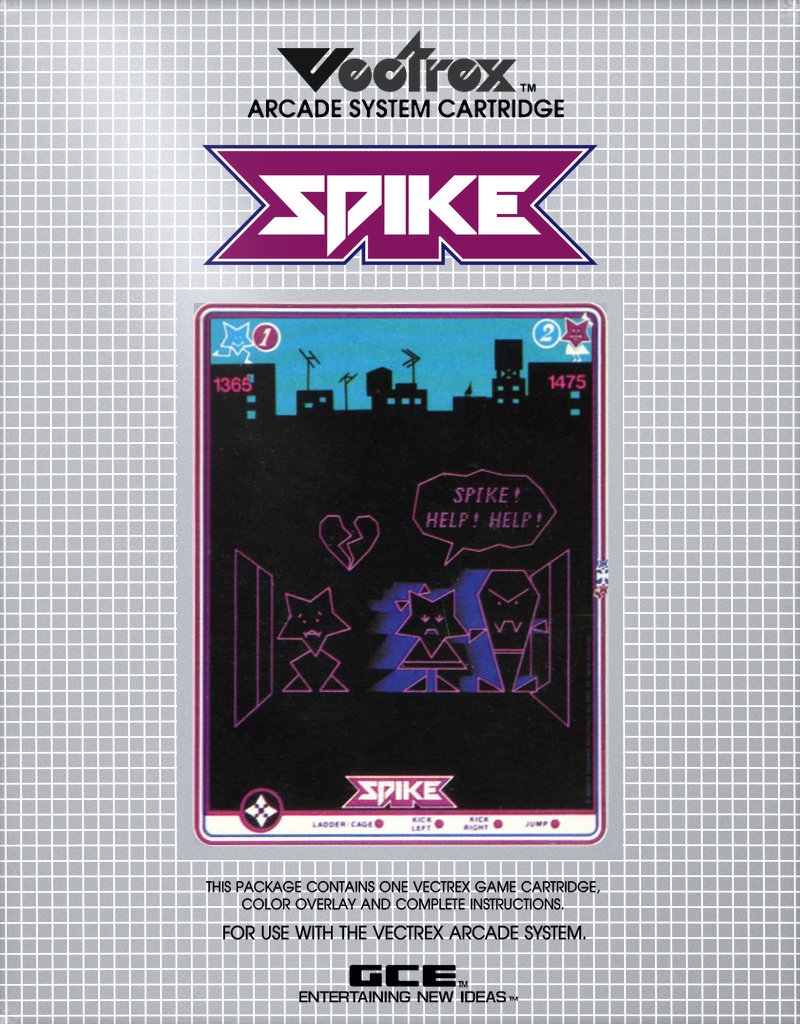 Vectrex™
ARCADE SYSTEM CARTRIDGE
SPIKE
1
2
1365
1475
SPIKE!
HELP! HELP!
SPIKE
LADDER/CAGE
KICK LEFT
KICK RIGHT
JUMP
THIS PACKAGE CONTAINS ONE VECTREX GAME CARTRIDGE,
COLOR OVERLAY AND COMPLETE INSTRUCTIONS.
FOR USE WITH THE VECTREX ARCADE SYSTEM.
GCE™
ENTERTAINING NEW IDEAS™